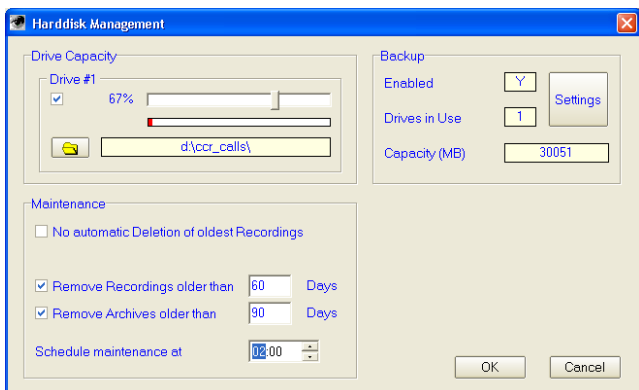 Harddisk Management
Drive Capacity
Drive #1
67%
d:\ccr_calls\
Backup
Enabled Y
Drives in Use 1
Settings
Capacity (MB) 30051
Maintenance
No automatic Deletion of oldest Recordings
Remove Recordings older than 60 Days
Remove Archives older than 90 Days
Schedule maintenance at 02:00
OK Cancel